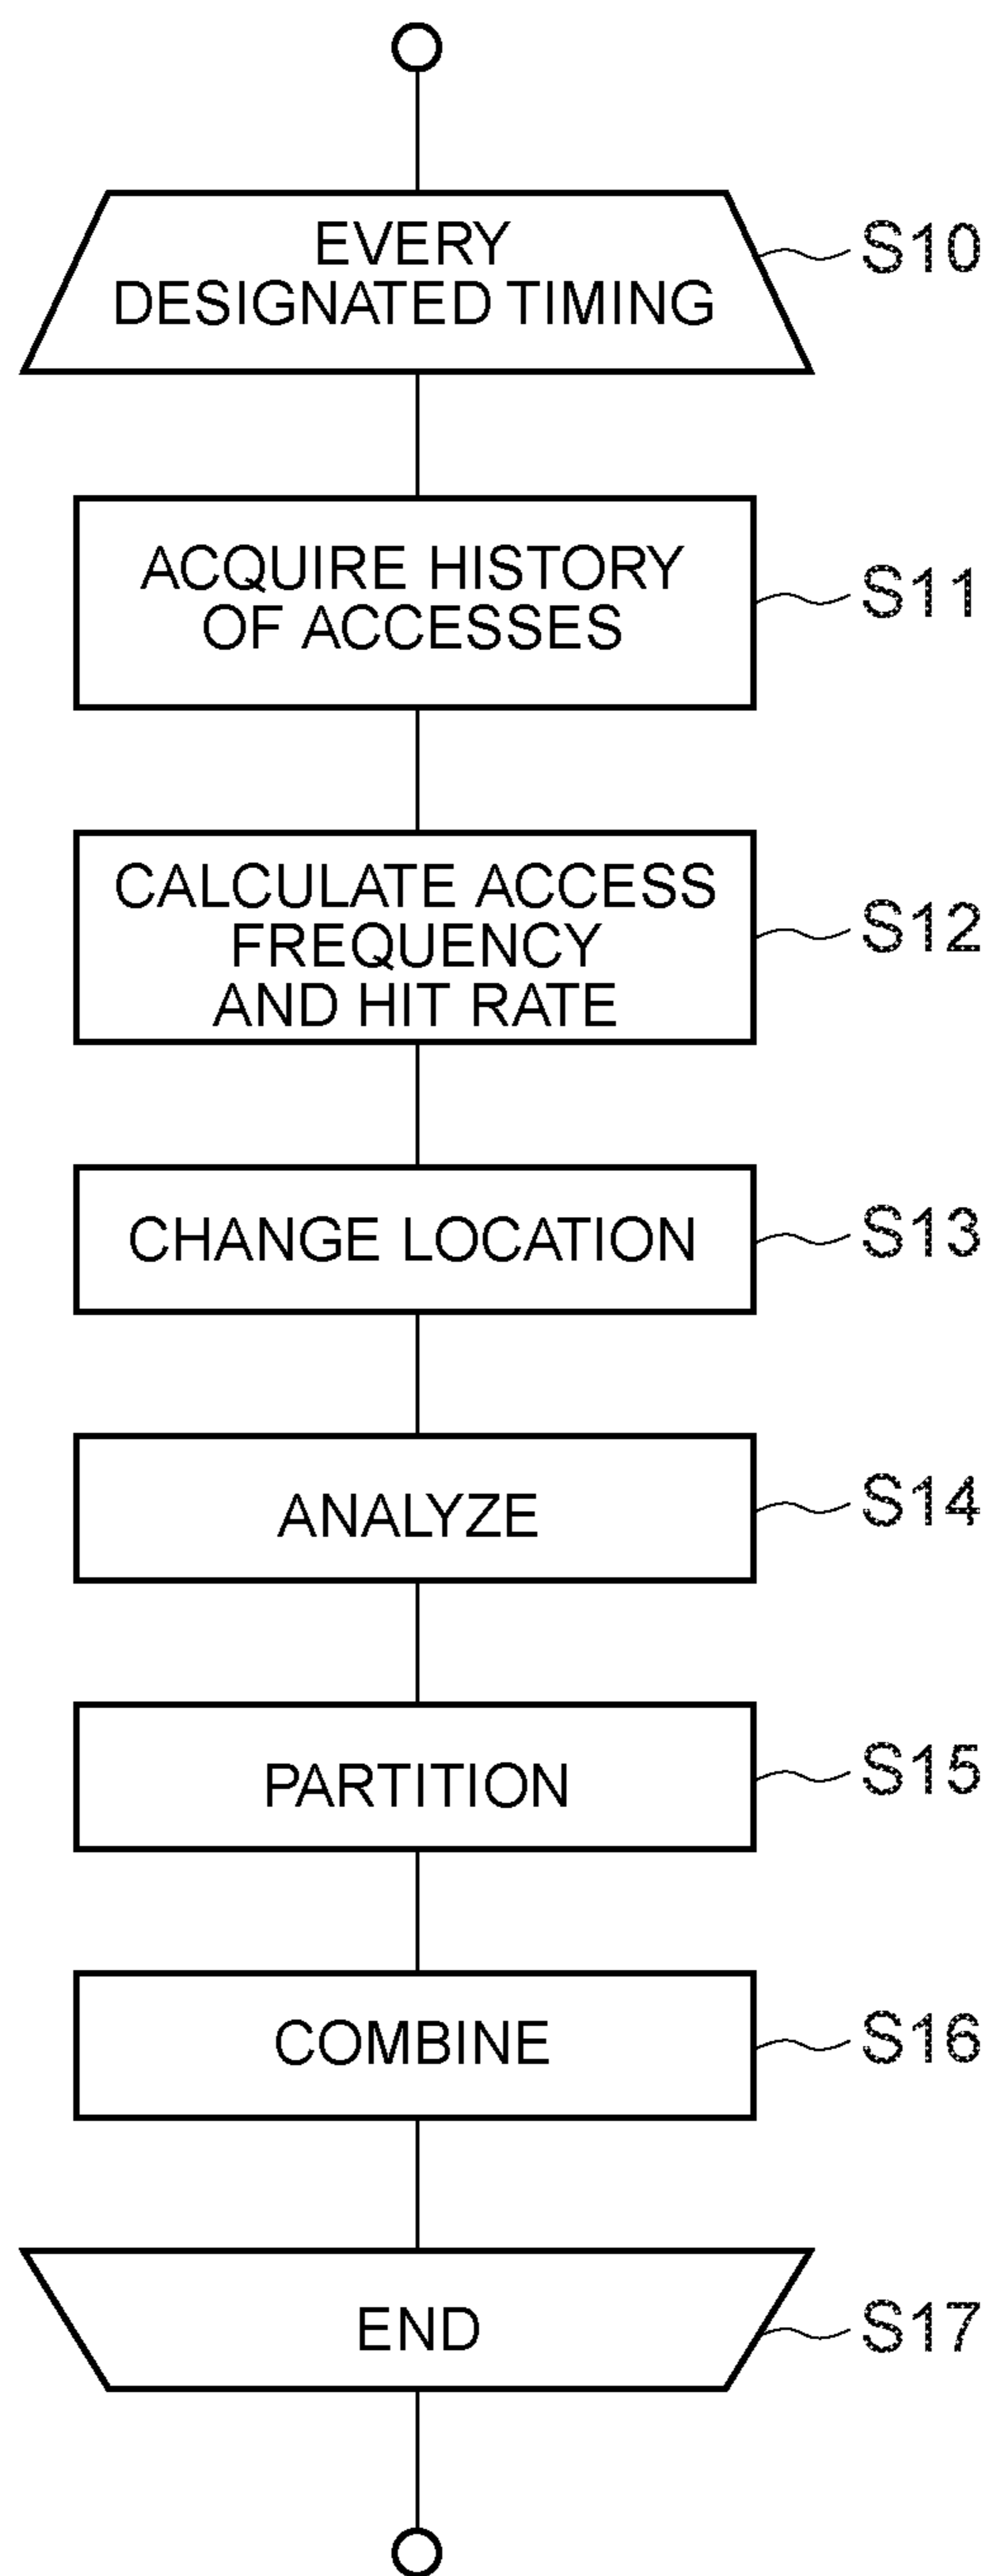 EVERY
DESIGNATED TIMING
S10
ACQUIRE HISTORY
OF ACCESSES
S11
CALCULATE ACCESS
FREQUENCY
AND HIT RATE
S12
CHANGE LOCATION
S13
ANALYZE
S14
PARTITION
S15
COMBINE
S16
END
S17